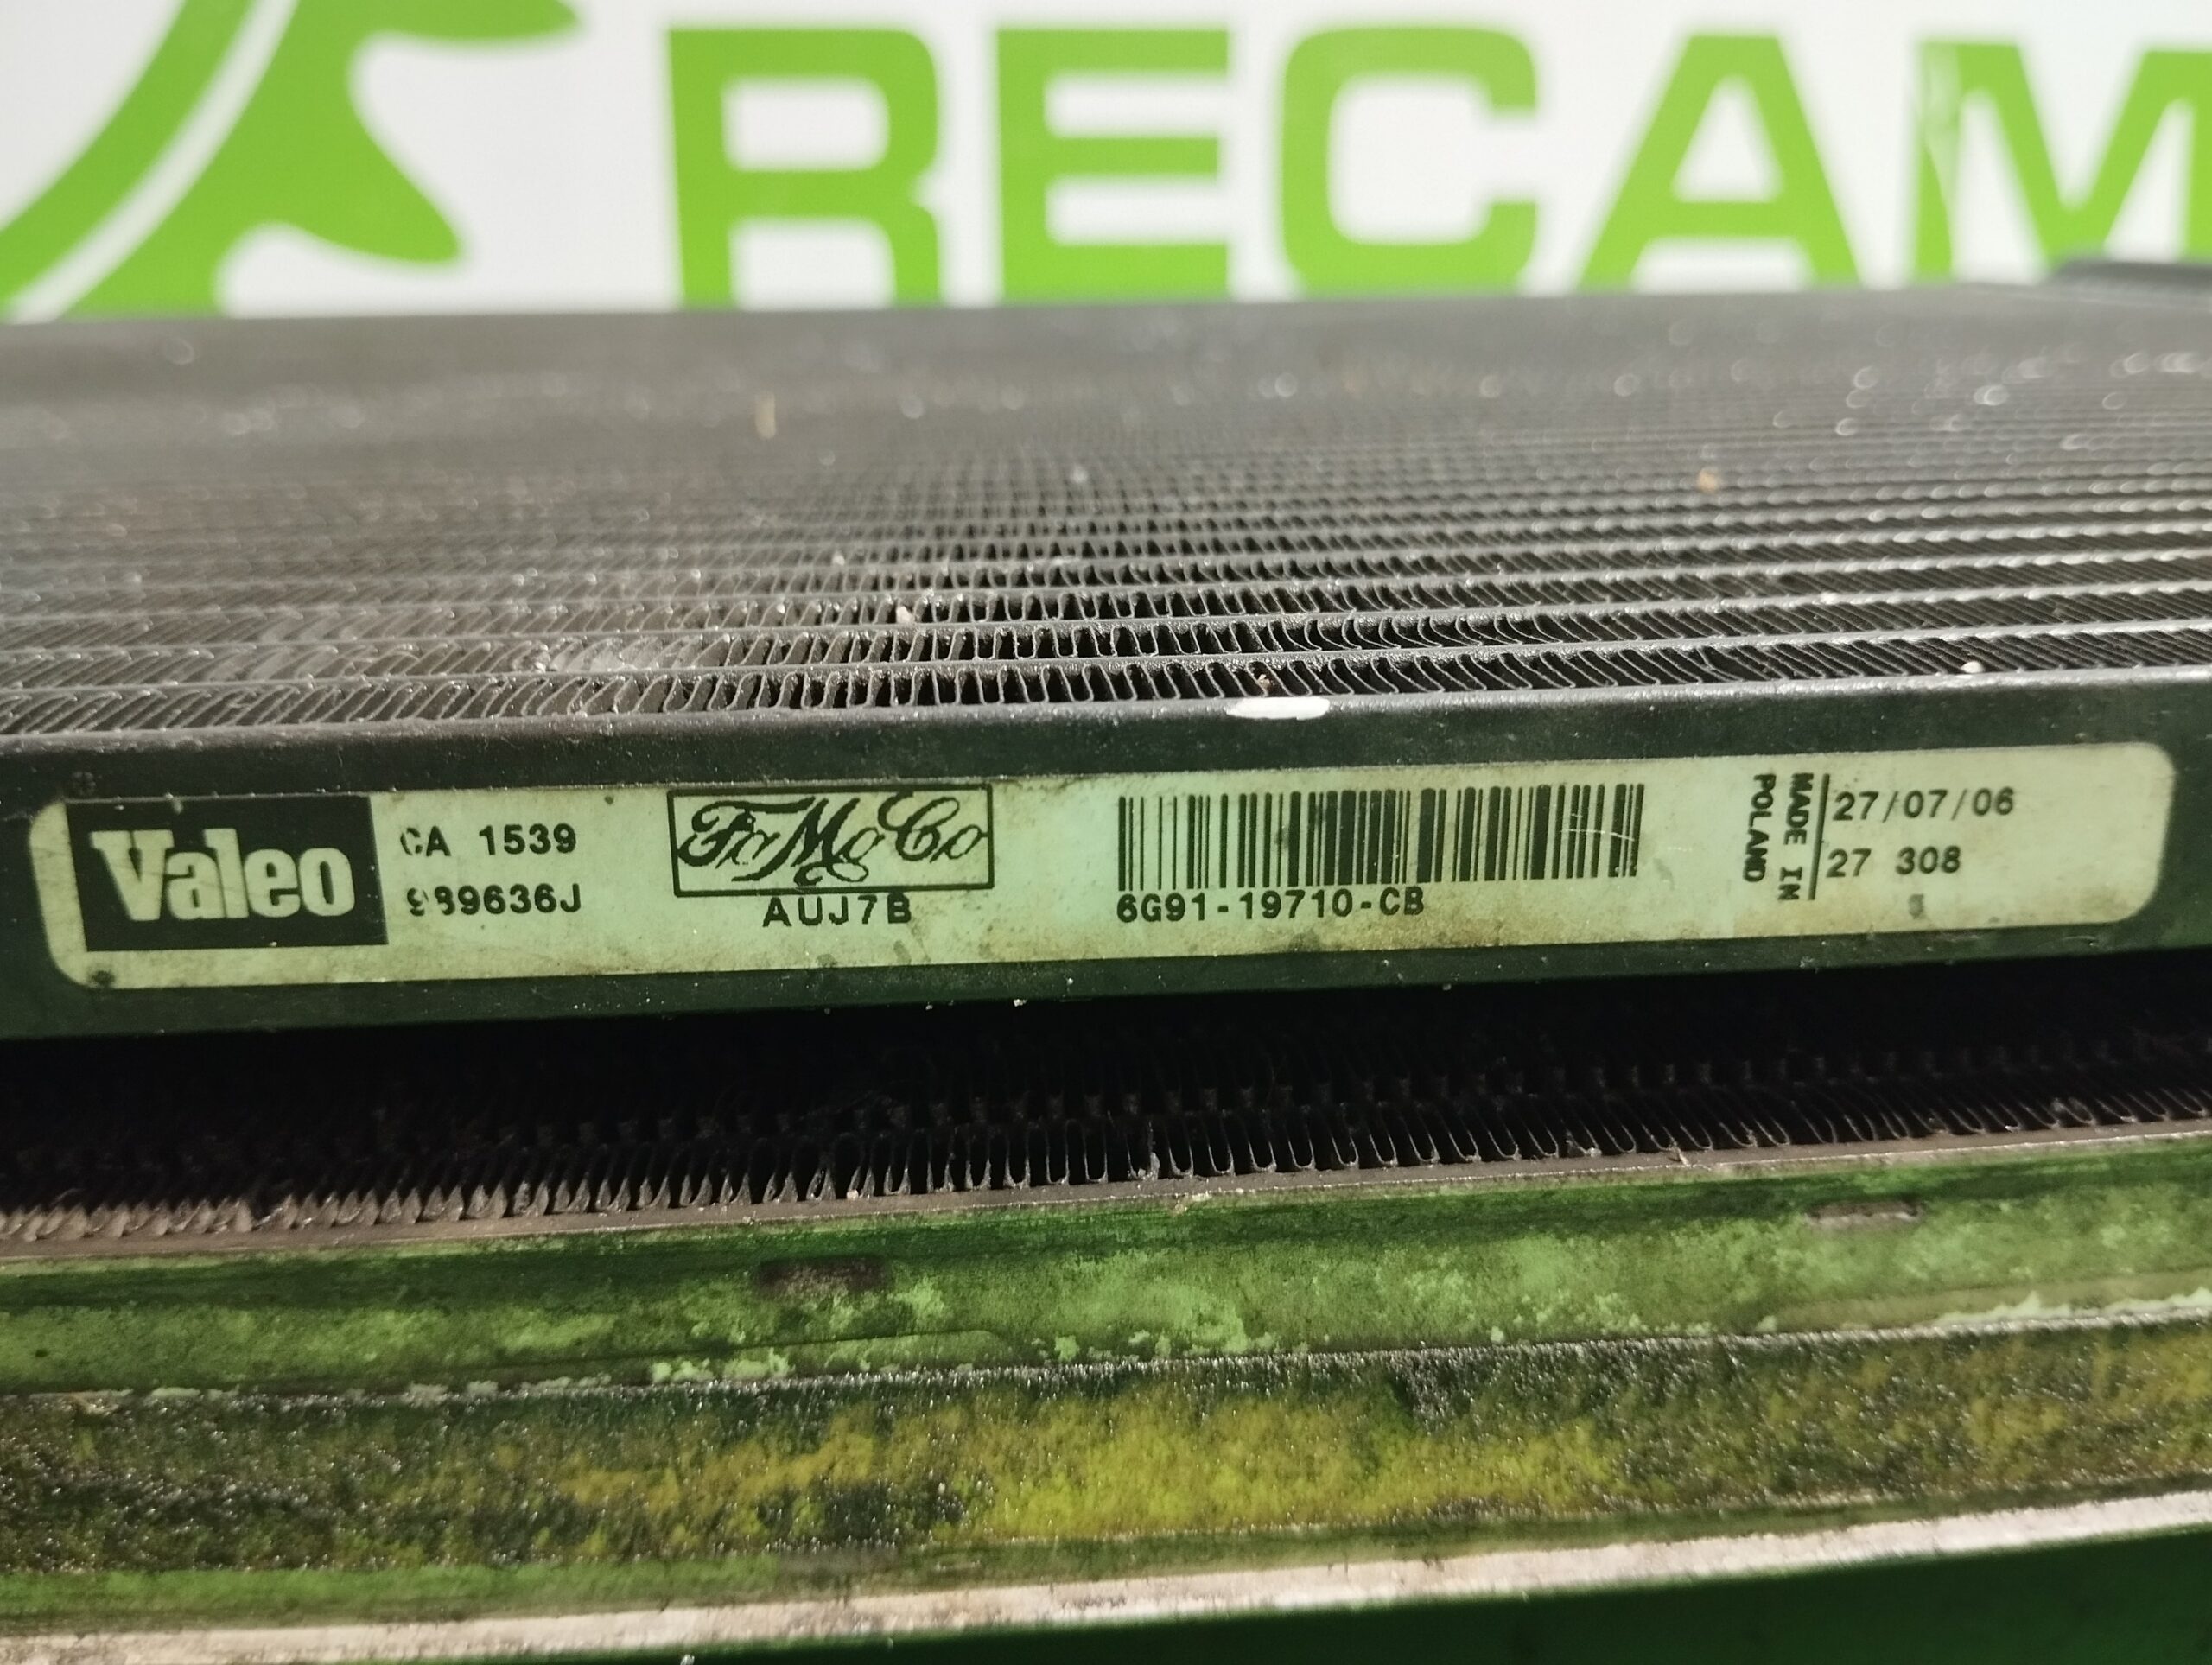 RECAM
Valeo
CA 1539
989636J
FoMoCo
AUJ7B
6G91-19710-CB
MADE IN
POLAND
27/07/06
27 308